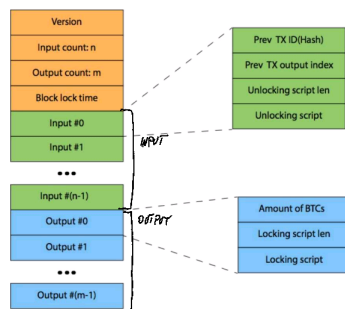 Version
Input count: n
Output count: m
Block lock time
Input #0
Input #1
•••
Input #(n-1)
Output #0
Output #1
•••
Output #(m-1)
INPUT
OUTPUT
Prev TX ID(Hash)
Prev TX output index
Unlocking script len
Unlocking script
Amount of BTCs
Locking script len
Locking script